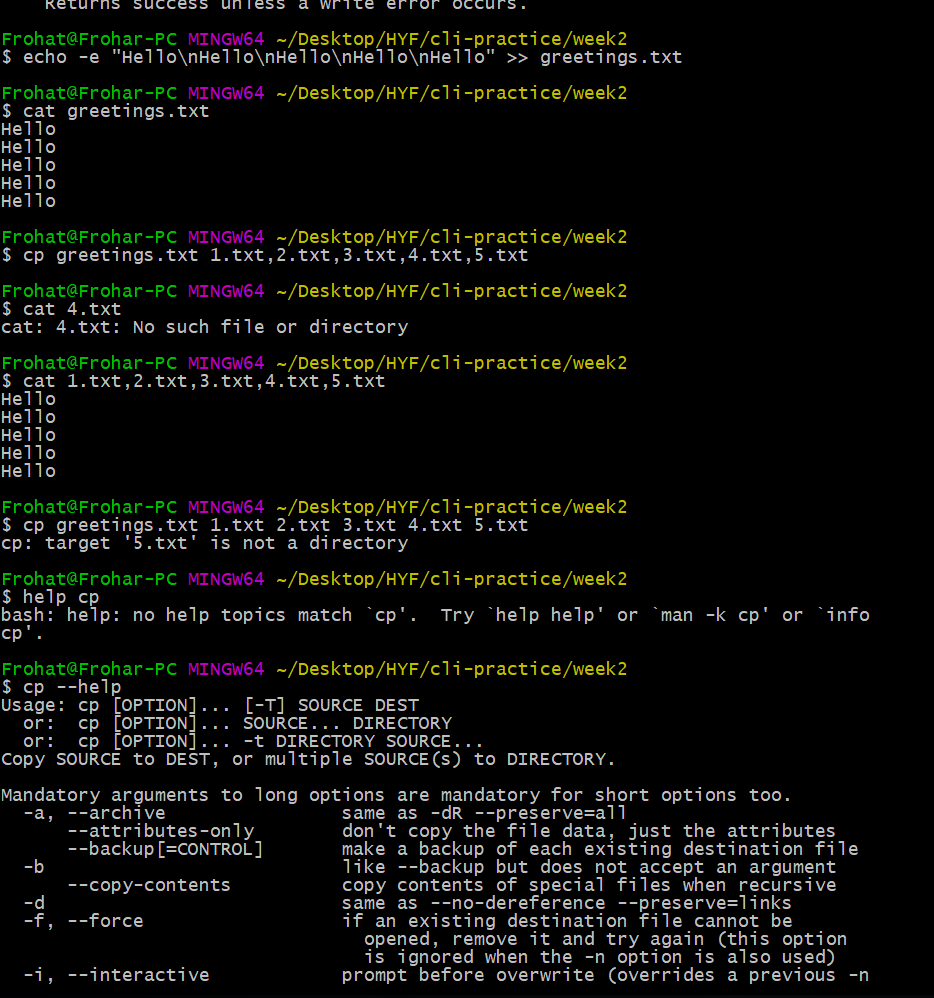 Returns success unless a write error occurs.
Frohat@Frohar-PC MINGW64 ~/Desktop/HYF/cli-practice/week2
$ echo -e "Hello\nHello\nHello\nHello\nHello" >> greetings.txt
Frohat@Frohar-PC MINGW64 ~/Desktop/HYF/cli-practice/week2
$ cat greetings.txt
Hello
Hello
Hello
Hello
Hello
Frohat@Frohar-PC MINGW64 ~/Desktop/HYF/cli-practice/week2
$ cp greetings.txt 1.txt,2.txt,3.txt,4.txt,5.txt
Frohat@Frohar-PC MINGW64 ~/Desktop/HYF/cli-practice/week2
$ cat 4.txt
cat: 4.txt: No such file or directory
Frohat@Frohar-PC MINGW64 ~/Desktop/HYF/cli-practice/week2
$ cat 1.txt,2.txt,3.txt,4.txt,5.txt
Hello
Hello
Hello
Hello
Hello
Frohat@Frohar-PC MINGW64 ~/Desktop/HYF/cli-practice/week2
$ cp greetings.txt 1.txt 2.txt 3.txt 4.txt 5.txt
cp: target '5.txt' is not a directory
Frohat@Frohar-PC MINGW64 ~/Desktop/HYF/cli-practice/week2
$ help cp
bash: help: no help topics match `cp'.  Try `help help' or `man -k cp' or `info
cp'.
Frohat@Frohar-PC MINGW64 ~/Desktop/HYF/cli-practice/week2
$ cp --help
Usage: cp [OPTION]... [-T] SOURCE DEST
  or:  cp [OPTION]... SOURCE... DIRECTORY
  or:  cp [OPTION]... -t DIRECTORY SOURCE...
Copy SOURCE to DEST, or multiple SOURCE(s) to DIRECTORY.
Mandatory arguments to long options are mandatory for short options too.
  -a, --archive                same as -dR --preserve=all
      --attributes-only        don't copy the file data, just the attributes
      --backup[=CONTROL]       make a backup of each existing destination file
  -b                           like --backup but does not accept an argument
      --copy-contents          copy contents of special files when recursive
  -d                           same as --no-dereference --preserve=links
  -f, --force                  if an existing destination file cannot be
                                 opened, remove it and try again (this option
                                 is ignored when the -n option is also used)
  -i, --interactive            prompt before overwrite (overrides a previous -n